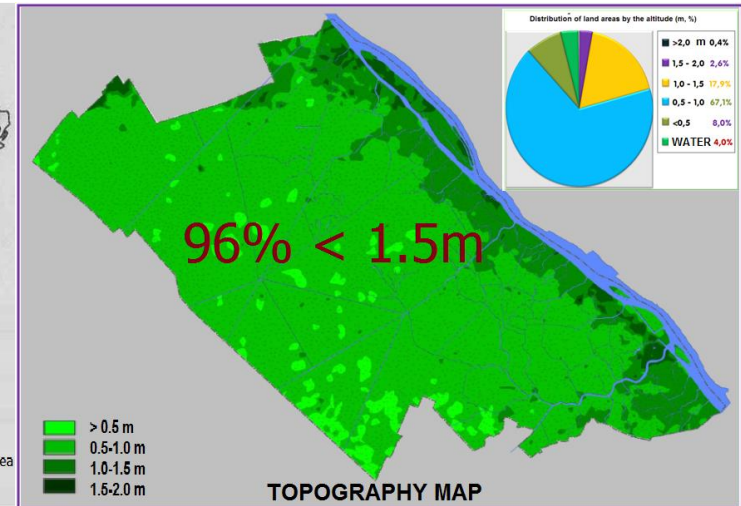 Distribution of land areas by the altitude (m, %)
>2,0 m 0,4%
1,5 - 2,0 2,6%
1,0 - 1,5 17,9%
0,5 - 1,0 67,1%
<0,5 8,0%
WATER 4,0%
96% < 1.5m
> 0.5 m
0.5-1.0 m
1.0-1.5 m
1.5-2.0 m
ea
TOPOGRAPHY MAP